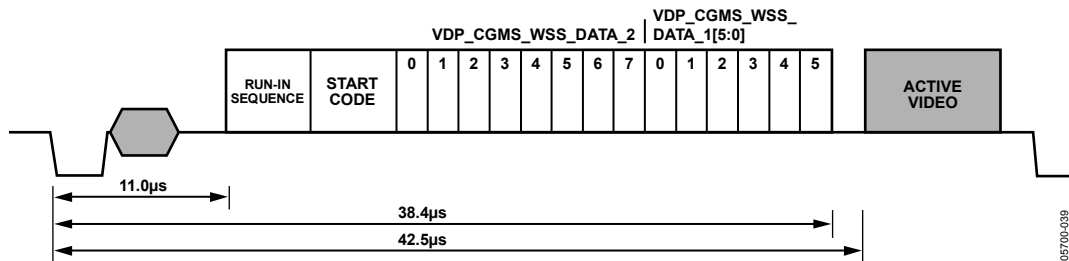 VDP_CGMS_WSS_
VDP_CGMS_WSS_DATA_2 DATA_1[5:0]
0 1 2 3 4 5 6 7 0 1 2 3 4 5
RUN-IN
SEQUENCE
START
CODE
ACTIVE
VIDEO
11.0µs
38.4µs
42.5µs
05700-039